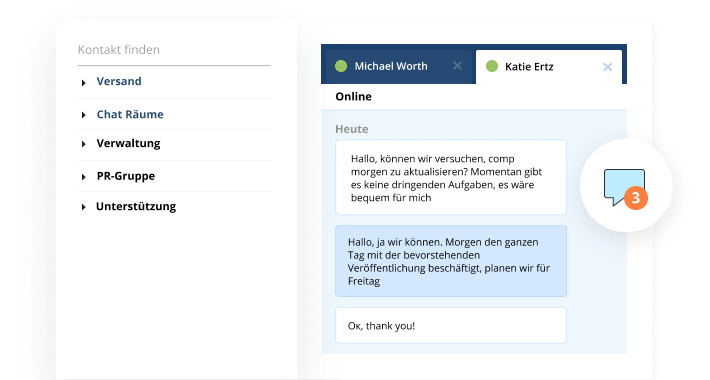 Kontakt finden
Versand
Chat Räume
Verwaltung
PR-Gruppe
Unterstützung
Michael Worth
Katie Ertz
Online
Heute
Hallo, können wir versuchen, comp
morgen zu aktualisieren? Momentan gibt
es keine dringenden Aufgaben, es wäre
bequem für mich
Hallo, ja wir können. Morgen den ganzen
Tag mit der bevorstehenden
Veröffentlichung beschäftigt, planen wir für
Freitag
Ок, thank you!
3